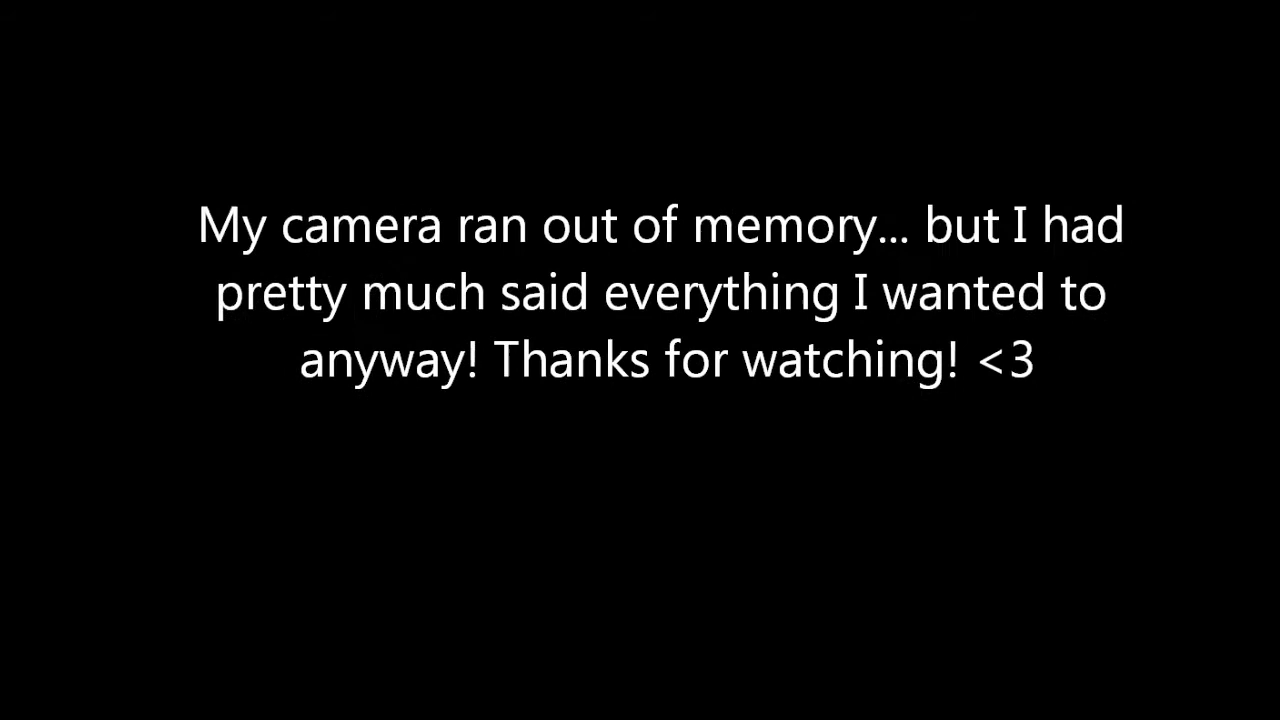 My camera ran out of memory... but I had
pretty much said everything I wanted to
anyway! Thanks for watching! <3